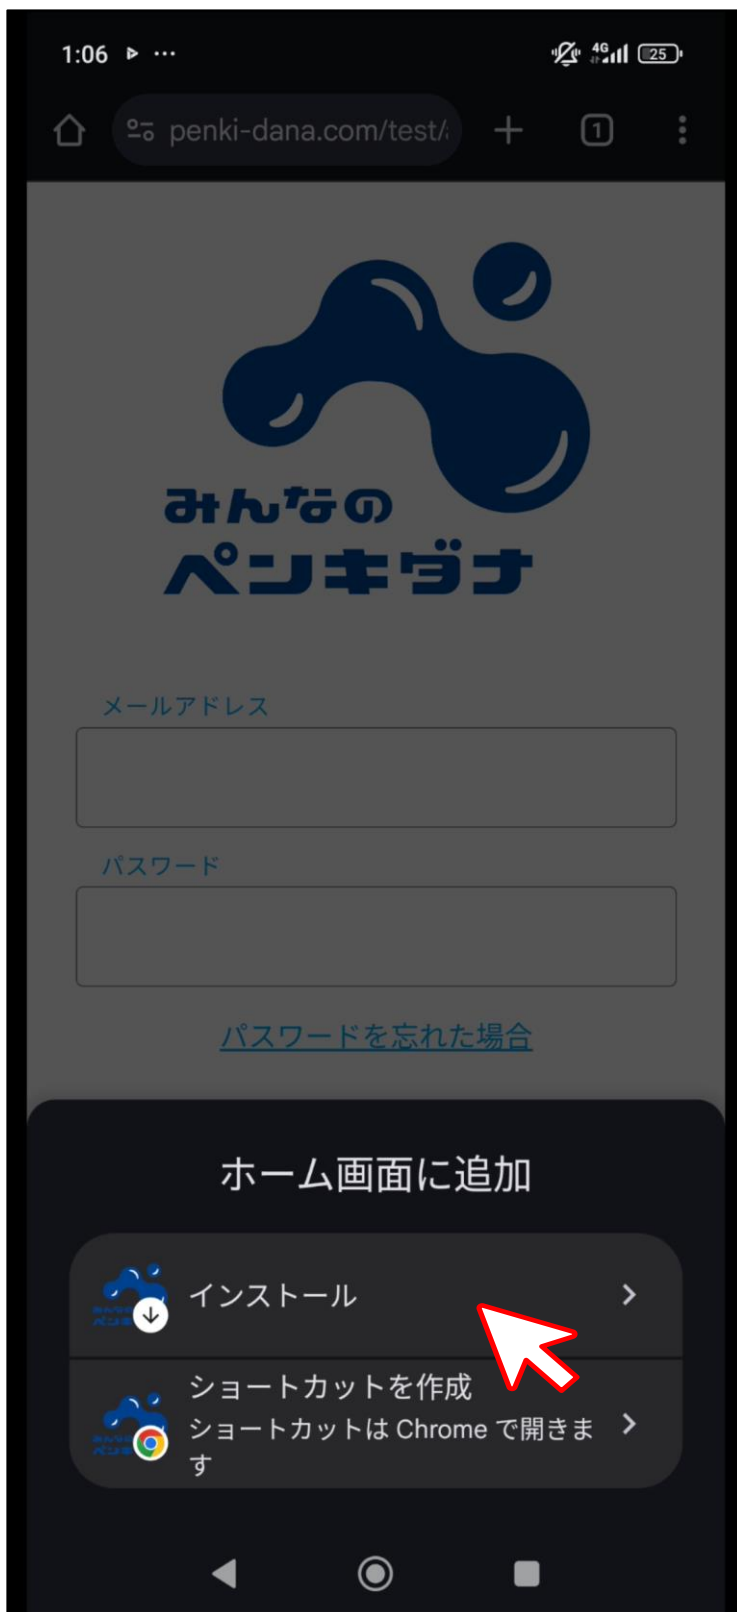 1:06
4G
25
penki-dana.com/test/
1
みんなの
ペンキダナ
メールアドレス
パスワード
パスワードを忘れた場合
ホーム画面に追加
インストール
ショートカットを作成
ショートカットは Chrome で開きま
す